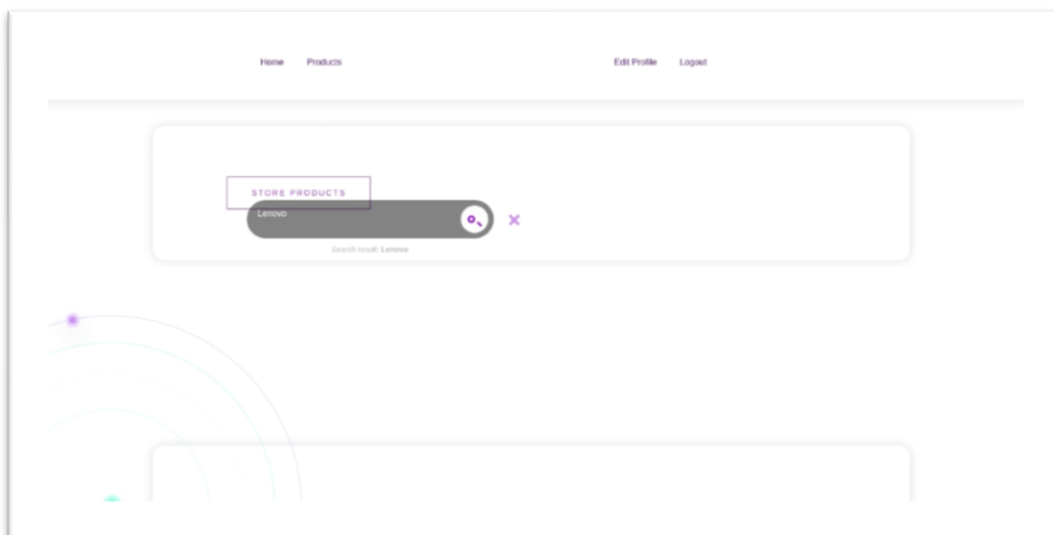 Home Products Edit Profile Logout
STORE PRODUCTS
Lenovo
Search result: Lenovo